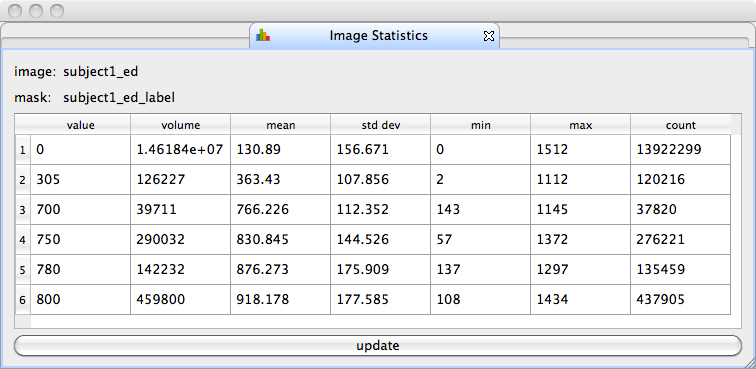 Image Statistics
image: subject1_ed
mask: subject1_ed_label
value volume mean std dev min max count
1 0 1.46184e+07 130.89 156.671 0 1512 13922299
2 305 126227 363.43 107.856 2 1112 120216
3 700 39711 766.226 112.352 143 1145 37820
4 750 290032 830.845 144.526 57 1372 276221
5 780 142232 876.273 175.909 137 1297 135459
6 800 459800 918.178 177.585 108 1434 437905
update